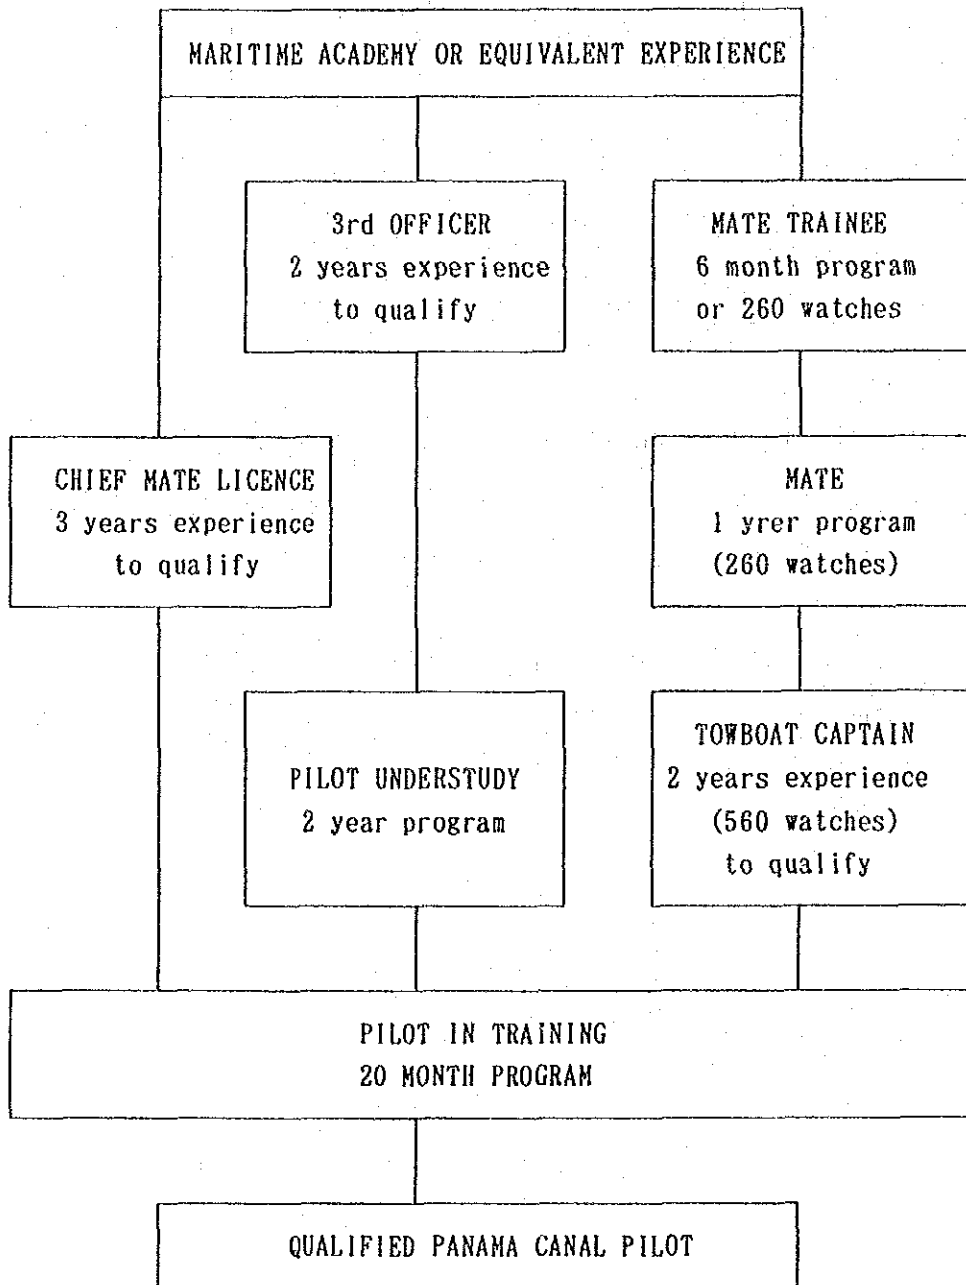 MARITIME ACADEMY OR EQUIVALENT EXPERIENCE
3rd OFFICER
2 years experience
to qualify
MATE TRAINEE
6 month program
or 260 watches
CHIEF MATE LICENCE
3 years experience
to qualify
MATE
1 yrer program
(260 watches)
PILOT UNDERSTUDY
2 year program
TOWBOAT CAPTAIN
2 years experience
(560 watches)
to qualify
PILOT IN TRAINING
20 MONTH PROGRAM
QUALIFIED PANAMA CANAL PILOT